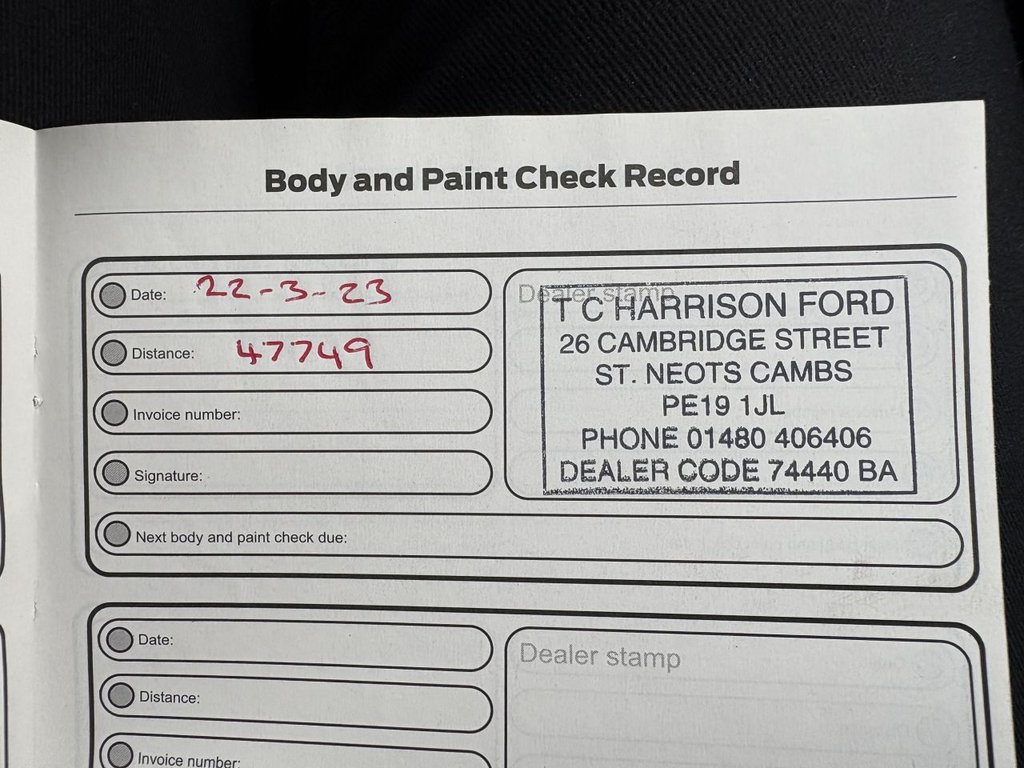 Body and Paint Check Record
Date: 22-3-23
Distance: 47749
Invoice number:
Signature:
Dealer stamp
T C HARRISON FORD
26 CAMBRIDGE STREET
ST. NEOTS CAMBS
PE19 1JL
PHONE 01480 406406
DEALER CODE 74440 BA
Next body and paint check due:
Date:
Distance:
Invoice number:
Dealer stamp